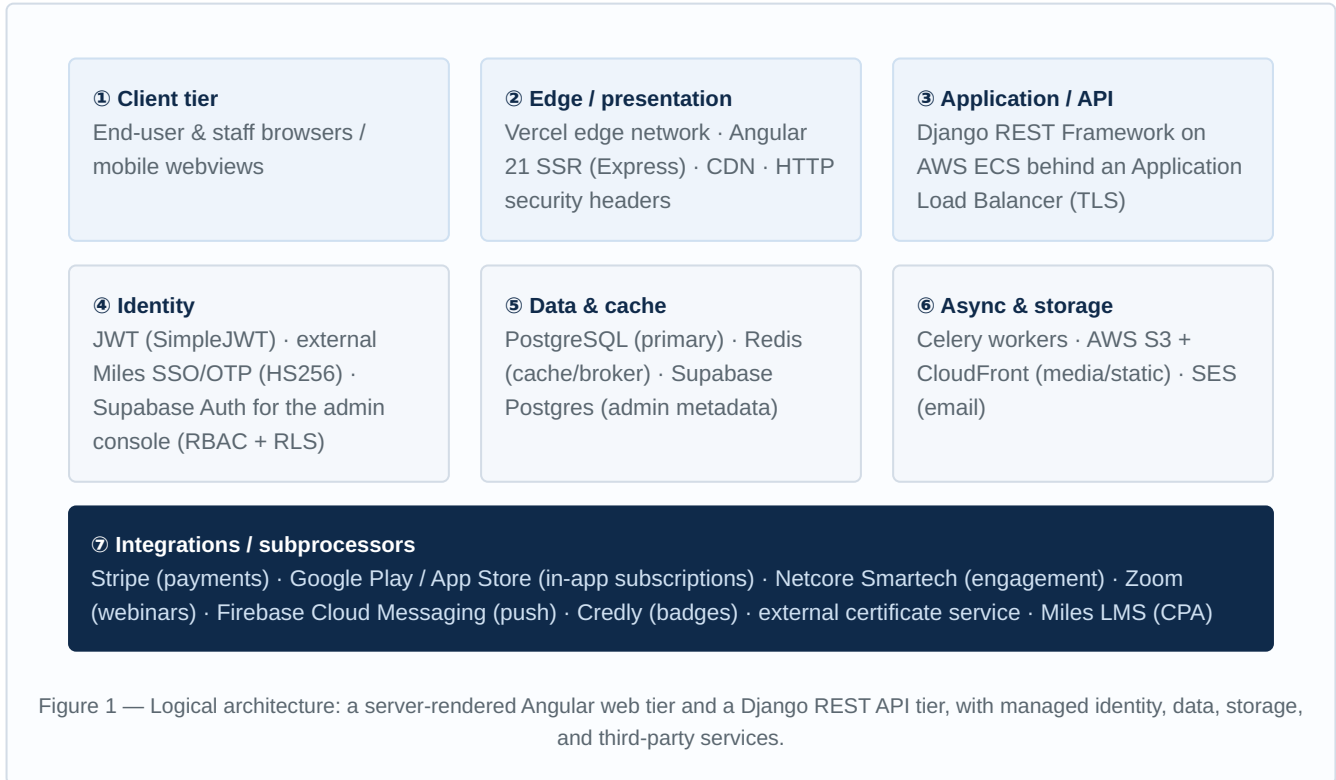 ① Client tier
End-user & staff browsers /
mobile webviews
② Edge / presentation
Vercel edge network · Angular
21 SSR (Express) · CDN · HTTP
security headers
③ Application / API
Django REST Framework on
AWS ECS behind an Application
Load Balancer (TLS)
④ Identity
JWT (SimpleJWT) · external
Miles SSO/OTP (HS256) ·
Supabase Auth for the admin
console (RBAC + RLS)
⑤ Data & cache
PostgreSQL (primary) · Redis
(cache/broker) · Supabase
Postgres (admin metadata)
⑥ Async & storage
Celery workers · AWS S3 +
CloudFront (media/static) · SES
(email)
⑦ Integrations / subprocessors
Stripe (payments) · Google Play / App Store (in-app subscriptions) · Netcore Smartech (engagement) · Zoom
(webinars) · Firebase Cloud Messaging (push) · Credly (badges) · external certificate service · Miles LMS (CPA)
Figure 1 — Logical architecture: a server-rendered Angular web tier and a Django REST API tier, with managed identity, data, storage,
and third-party services.